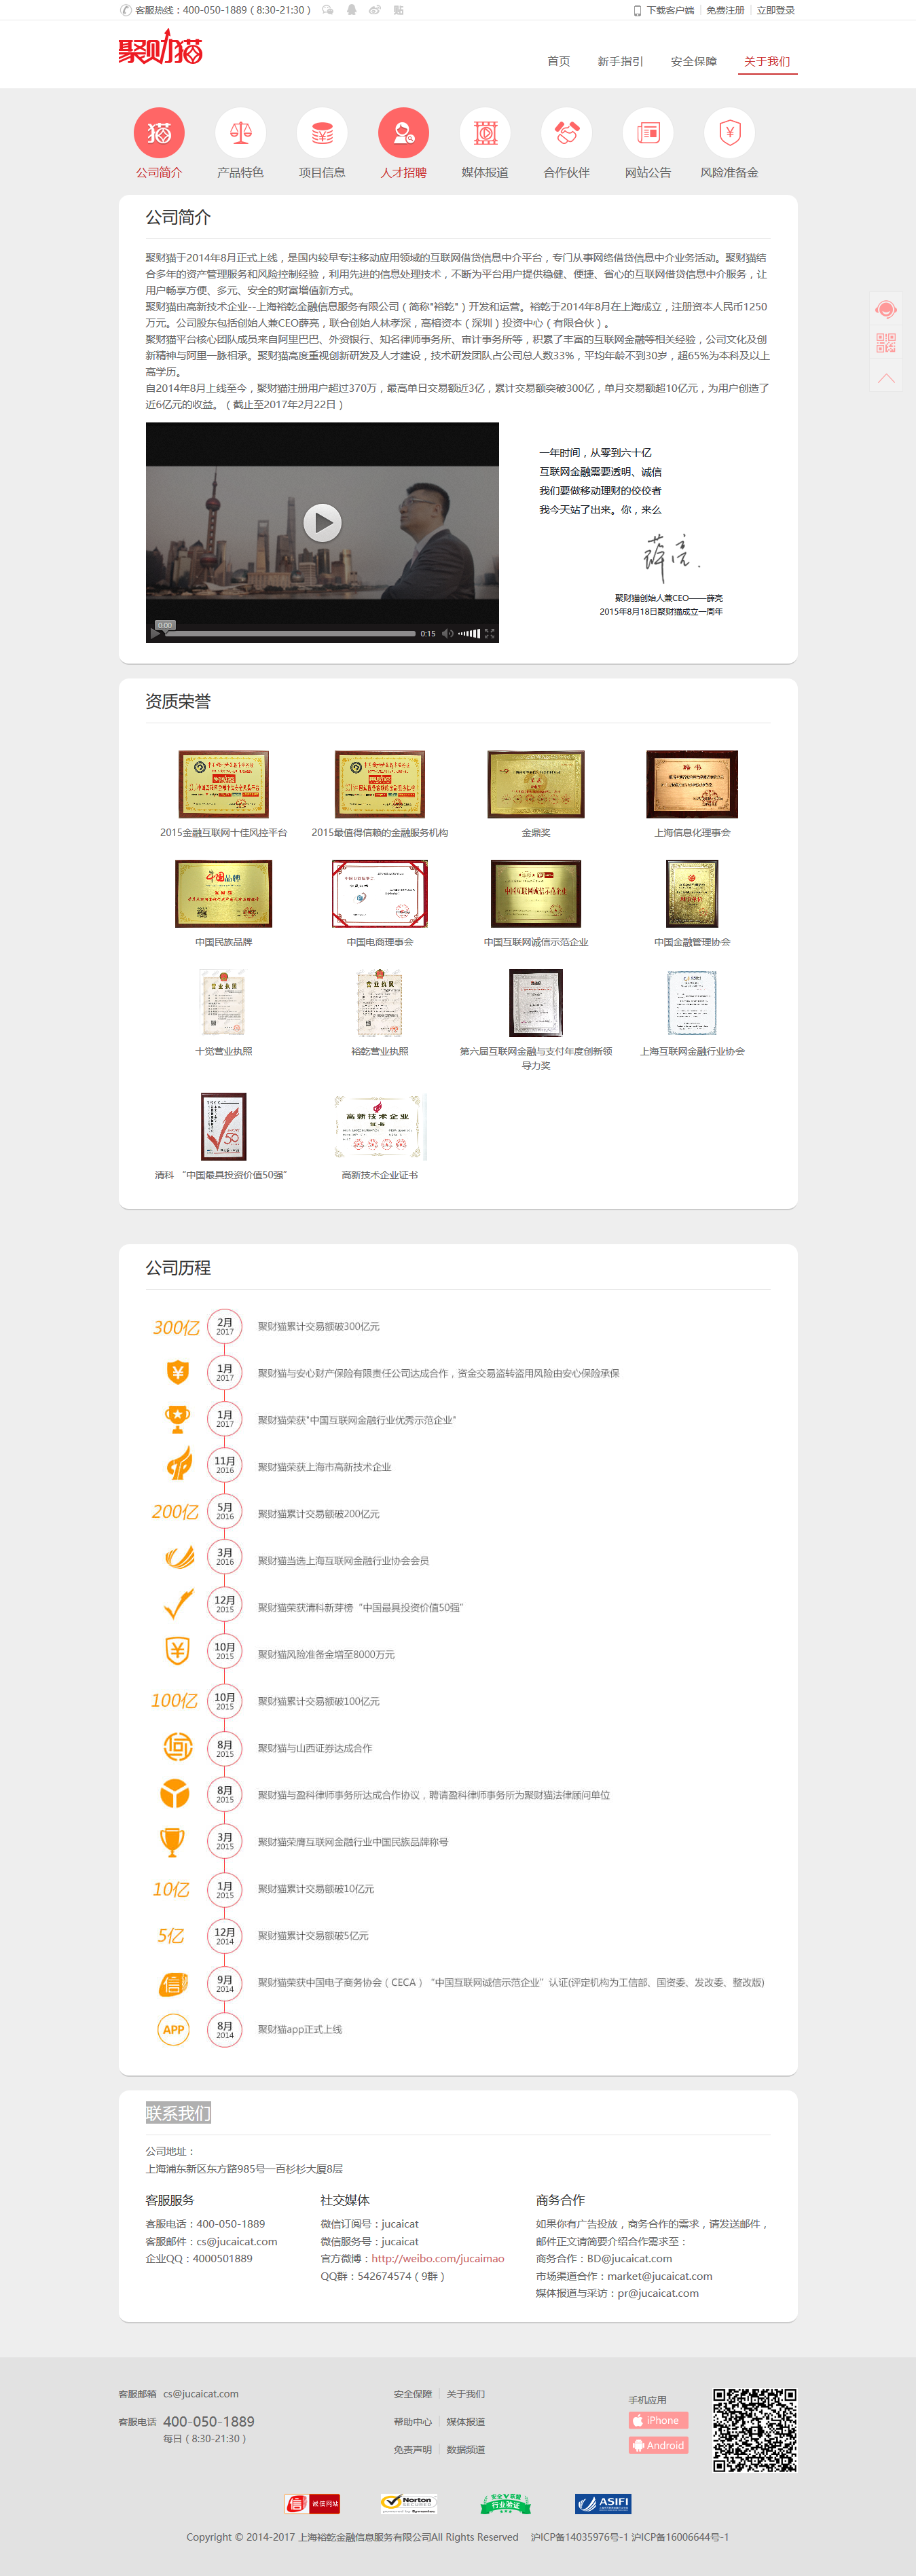 客服热线：400-050-1889（8:30-21:30）
下载客户端 免费注册 立即登录
聚财猫
首页 新手指引 安全保障 关于我们
公司简介 产品特色 项目信息 人才招聘 媒体报道 合作伙伴 网站公告 风险准备金
公司简介
聚财猫于2014年8月正式上线，是国内较早专注移动应用领域的互联网借贷信息中介平台，专门从事网络借贷信息中介业务活动。聚财猫结
合多年的资产管理服务和风险控制经验，利用先进的信息处理技术，不断为平台用户提供稳健、便捷、省心的互联网借贷信息中介服务，让
用户畅享方便、多元、安全的财富增值新方式。
聚财猫由高新技术企业--上海裕乾金融信息服务有限公司（简称"裕乾"）开发和运营。裕乾于2014年8月在上海成立，注册资本人民币1250
万元。公司股东包括创始人兼CEO薛亮，联合创始人林孝深，高榕资本（深圳）投资中心（有限合伙）。
聚财猫平台核心团队成员来自阿里巴巴、外资银行、知名律师事务所、审计事务所等，积累了丰富的互联网金融等相关经验，公司文化及创
新精神与阿里一脉相承。聚财猫高度重视创新研发及人才建设，技术研发团队占公司总人数33%，平均年龄不到30岁，超65%为本科及以上
高学历。
自2014年8月上线至今，聚财猫注册用户超过370万，最高单日交易额近3亿，累计交易额突破300亿，单月交易额超10亿元，为用户创造了
近6亿元的收益。（截止至2017年2月22日）
一年时间，从零到六十亿
互联网金融需要透明、诚信
我们要做移动理财的佼佼者
我今天站了出来。你，来么
薛亮.
聚财猫创始人兼CEO——薛亮
2015年8月18日聚财猫成立一周年
0:00
0:15
资质荣誉
2015金融互联网十佳风控平台 2015最值得信赖的金融服务机构 金鼎奖 上海信息化理事会
中国品牌
中国互联网诚信示范企业
中国民族品牌 中国电商理事会 中国互联网诚信示范企业 中国金融管理协会
营业执照 营业执照
十觉营业执照 裕乾营业执照 第六届互联网金融与支付年度创新领
导力奖 上海互联网金融行业协会
50
高新技术企业
证书
清科 “中国最具投资价值50强” 高新技术企业证书
公司历程
300亿 2月 2017 聚财猫累计交易额破300亿元
1月 2017 聚财猫与安心财产保险有限责任公司达成合作，资金交易盗转盗用风险由安心保险承保
1月 2017 聚财猫荣获"中国互联网金融行业优秀示范企业"
11月 2016 聚财猫荣获上海市高新技术企业
200亿 5月 2016 聚财猫累计交易额破200亿元
3月 2016 聚财猫当选上海互联网金融行业协会会员
12月 2015 聚财猫荣获清科新芽榜 “中国最具投资价值50强”
10月 2015 聚财猫风险准备金增至8000万元
100亿 10月 2015 聚财猫累计交易额破100亿元
8月 2015 聚财猫与山西证券达成合作
8月 2015 聚财猫与盈科律师事务所达成合作协议，聘请盈科律师事务所为聚财猫法律顾问单位
3月 2015 聚财猫荣膺互联网金融行业中国民族品牌称号
10亿 1月 2015 聚财猫累计交易额破10亿元
5亿 12月 2014 聚财猫累计交易额破5亿元
信 9月 2014 聚财猫荣获中国电子商务协会（CECA）“中国互联网诚信示范企业”认证(评定机构为工信部、国资委、发改委、整改版)
APP 8月 2014 聚财猫app正式上线
联系我们
公司地址：
上海浦东新区东方路985号一百杉杉大厦8层
客服服务 社交媒体 商务合作
客服电话：400-050-1889 微信订阅号：jucaicat 如果你有广告投放，商务合作的需求，请发送邮件，
客服邮件：cs@jucaicat.com 微信服务号：jucaicat 邮件正文请简要介绍合作需求至：
企业QQ：4000501889 官方微博：http://weibo.com/jucaimao 商务合作：BD@jucaicat.com
QQ群：542674574（9群） 市场渠道合作：market@jucaicat.com
媒体报道与采访：pr@jucaicat.com
客服邮箱 cs@jucaicat.com 安全保障 关于我们 手机应用
客服电话 400-050-1889 帮助中心 媒体报道 iPhone
每日（8:30-21:30） 免责声明 数据频道 Android
信 诚信网站 Norton SECURED powered by Symantec 安全联盟 行业验证 ASIFI
Copyright © 2014-2017 上海裕乾金融信息服务有限公司All Rights Reserved 沪ICP备14035976号-1 沪ICP备16006644号-1